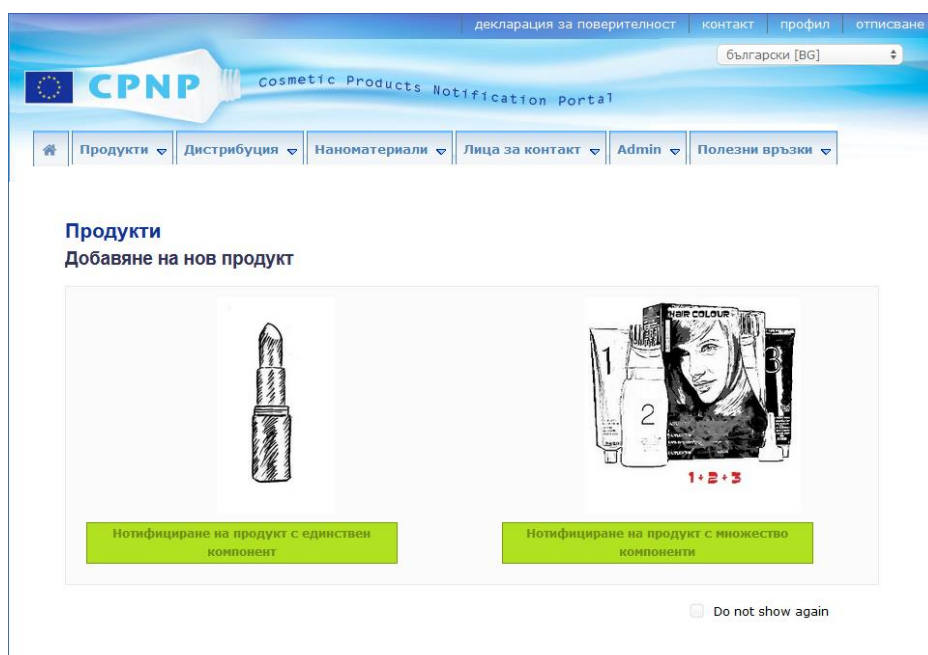 декларация за поверителност контакт профил отписване
български [BG]
CPNP Cosmetic Products Notification Portal
Продукти Дистрибуция Наноматериали Лица за контакт Admin Полезни връзки
Продукти
Добавяне на нов продукт
HAIR COLOUR
1 2 3
1+2+3
Нотифициране на продукт с единствен
компонент
Нотифициране на продукт с множество
компоненти
Do not show again